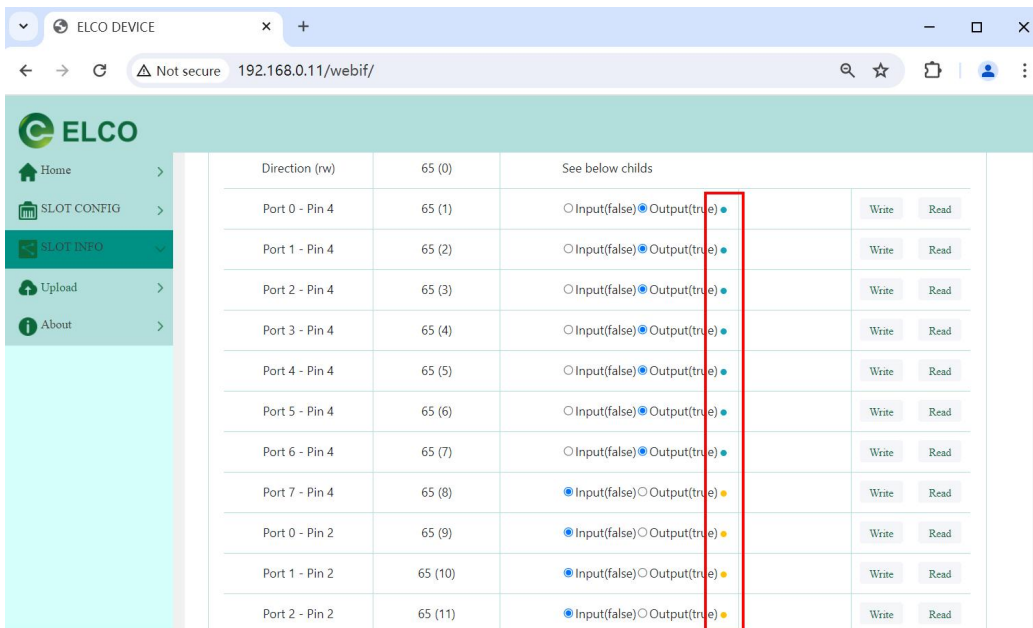 ELCO DEVICE
Not secure 192.168.0.11/webif/
ELCO
Home
SLOT CONFIG
SLOT INFO
Upload
About
Direction (rw) 65 (0) See below childs
Port 0 - Pin 4 65 (1) Input(false) Output(true) Write Read
Port 1 - Pin 4 65 (2) Input(false) Output(true) Write Read
Port 2 - Pin 4 65 (3) Input(false) Output(true) Write Read
Port 3 - Pin 4 65 (4) Input(false) Output(true) Write Read
Port 4 - Pin 4 65 (5) Input(false) Output(true) Write Read
Port 5 - Pin 4 65 (6) Input(false) Output(true) Write Read
Port 6 - Pin 4 65 (7) Input(false) Output(true) Write Read
Port 7 - Pin 4 65 (8) Input(false) Output(true) Write Read
Port 0 - Pin 2 65 (9) Input(false) Output(true) Write Read
Port 1 - Pin 2 65 (10) Input(false) Output(true) Write Read
Port 2 - Pin 2 65 (11) Input(false) Output(true) Write Read